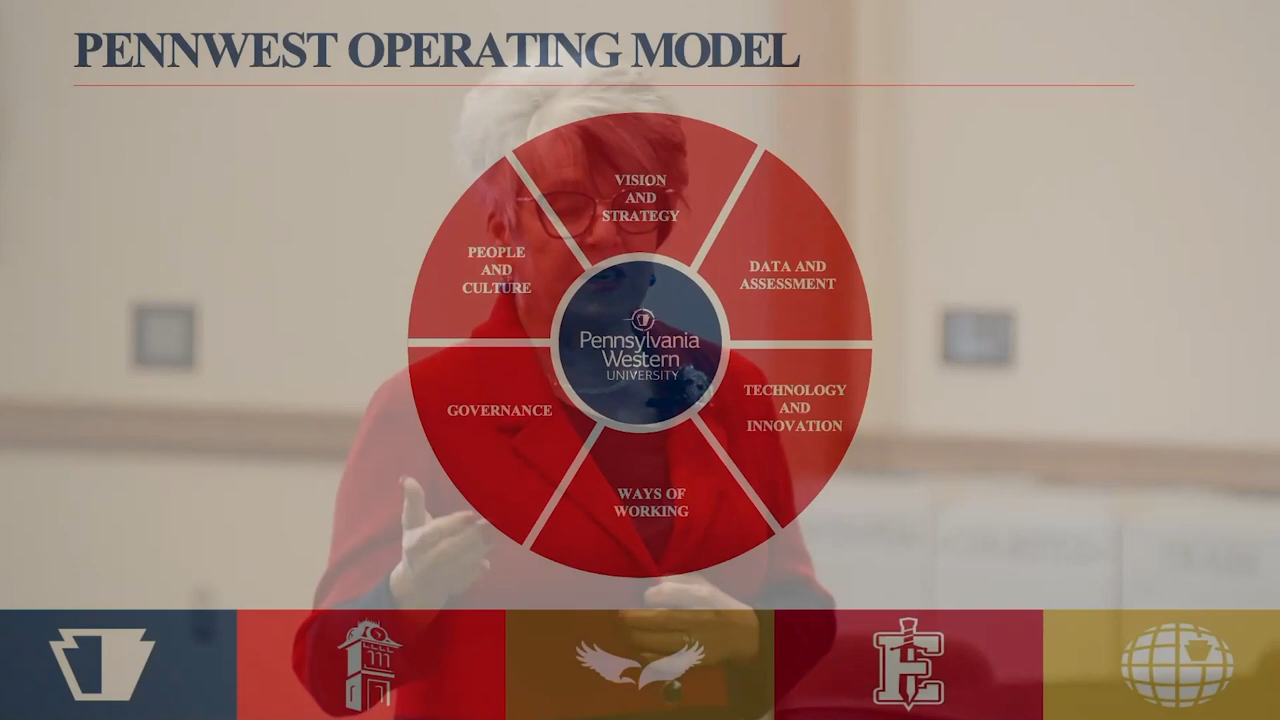 PENNWEST OPERATING MODEL
VISION
AND
STRATEGY
PEOPLE
AND
CULTURE
DATA AND
ASSESSMENT
Pennsylvania
Western
UNIVERSITY
GOVERNANCE
TECHNOLOGY
AND
INNOVATION
WAYS OF
WORKING
E